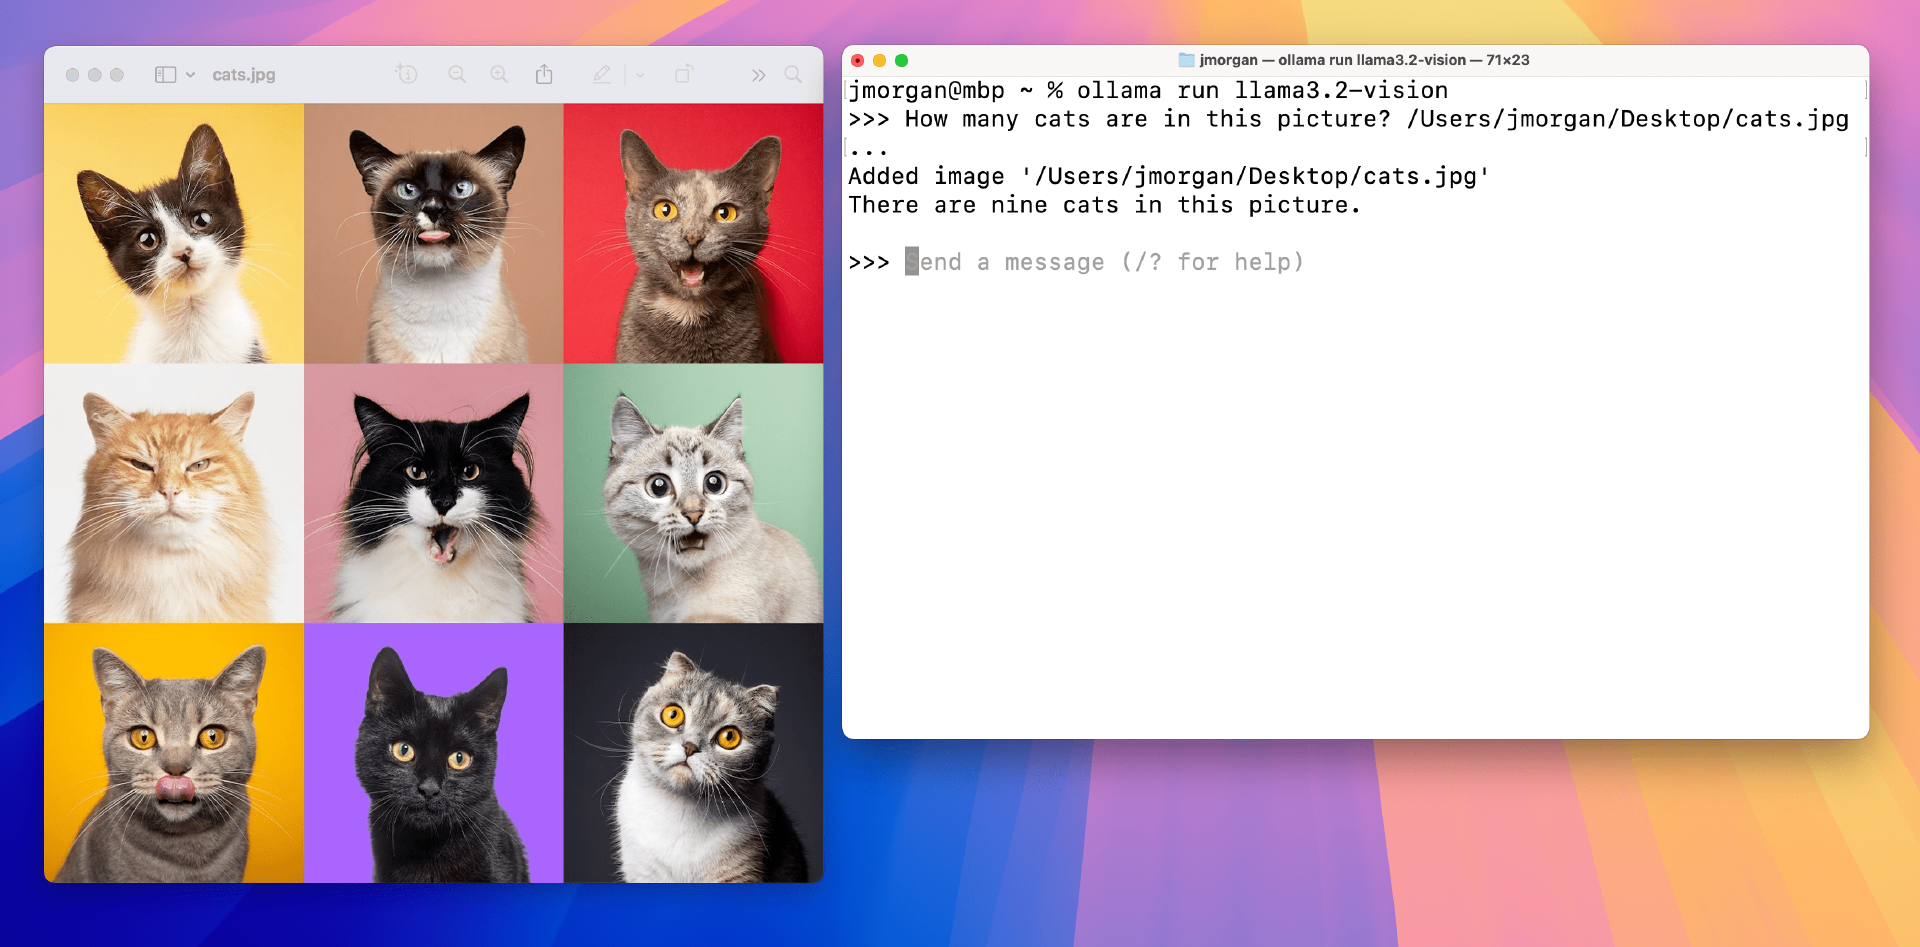 cats.jpg
jmorgan — ollama run llama3.2-vision — 71×23
jmorgan@mbp ~ % ollama run llama3.2-vision
>>> How many cats are in this picture? /Users/jmorgan/Desktop/cats.jpg
...
Added image '/Users/jmorgan/Desktop/cats.jpg'
There are nine cats in this picture.
>>> Send a message (/? for help)